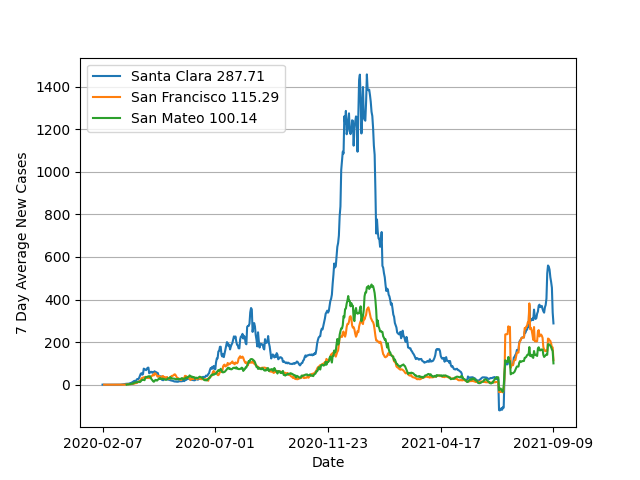 Santa Clara 287.71
San Francisco 115.29
San Mateo 100.14
7 Day Average New Cases
1400
1200
1000
800
600
400
200
0
2020-02-07 2020-07-01 2020-11-23 2021-04-17 2021-09-09
Date